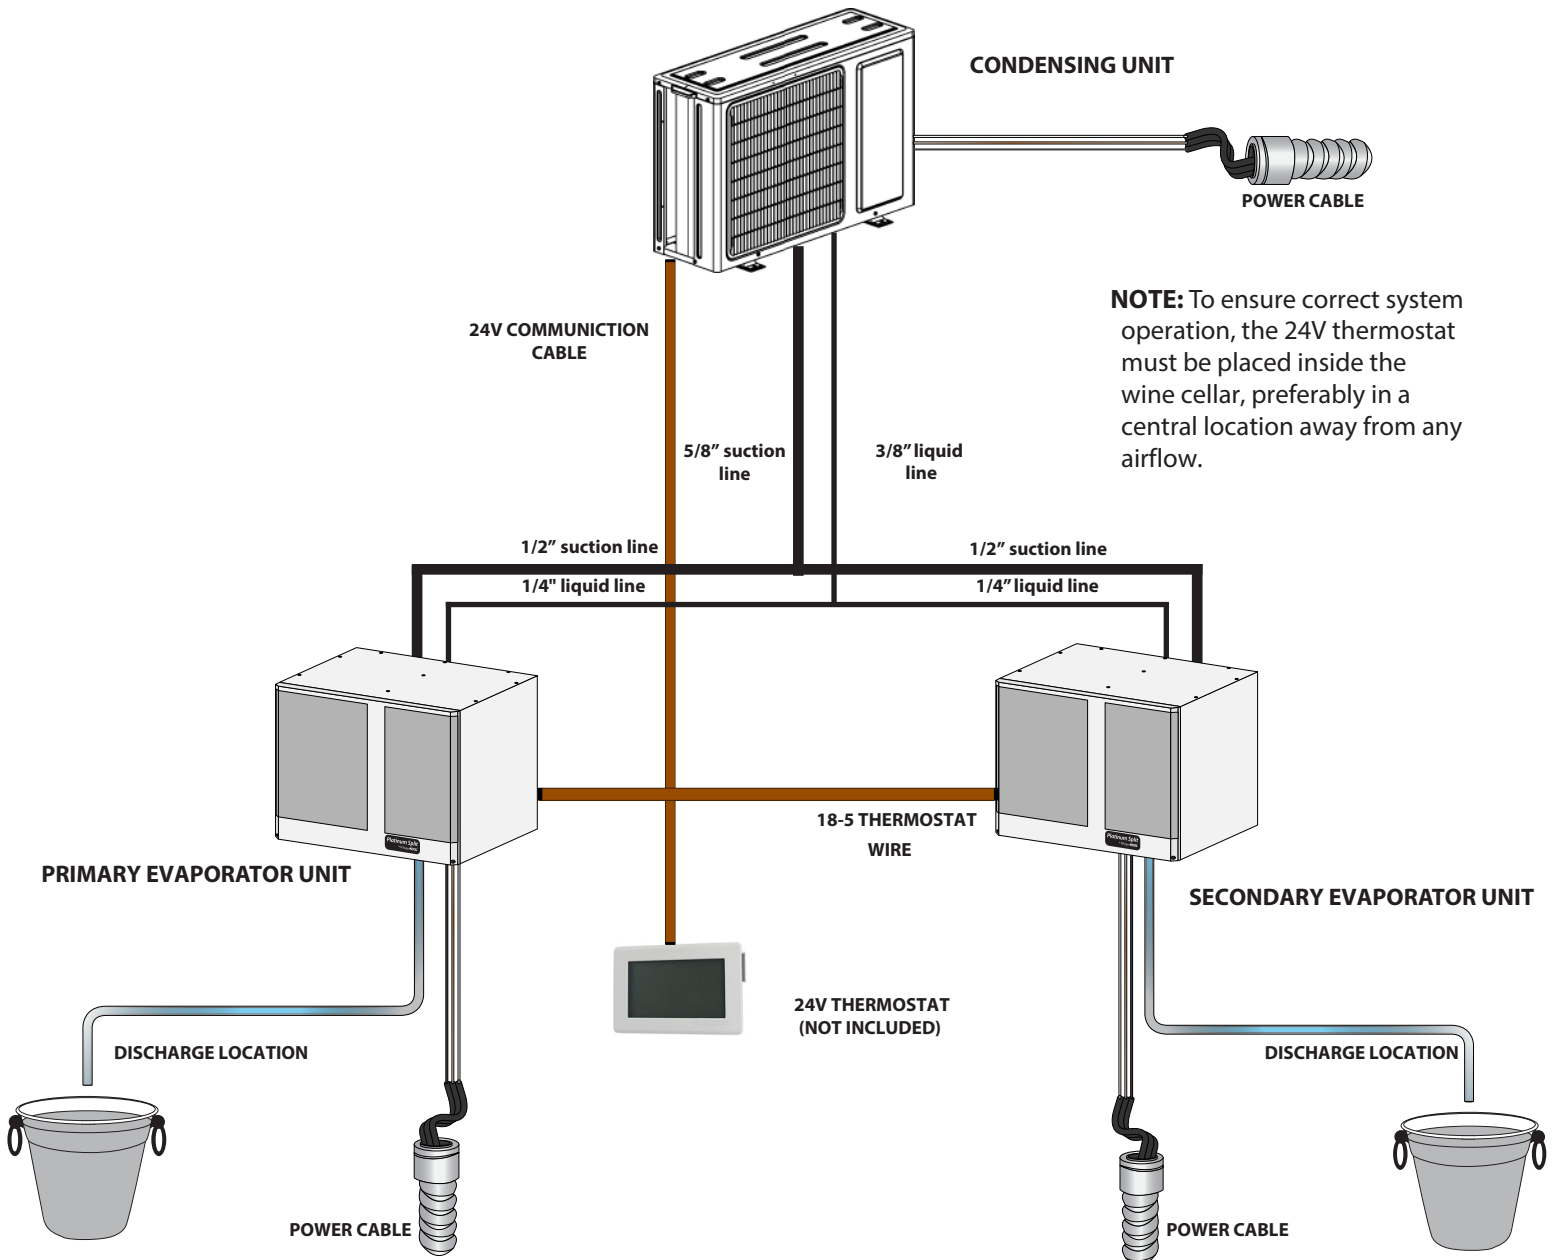 CONDENSING UNIT
POWER CABLE
NOTE: To ensure correct system
operation, the 24V thermostat
must be placed inside the
wine cellar, preferably in a
central location away from any
airflow.
24V COMMUNICTION
CABLE
5/8” suction
line
3/8” liquid
line
1/2” suction line
1/2” suction line
1/4" liquid line
1/4” liquid line
Platinum Split
Platinum Split
18-5 THERMOSTAT
WIRE
PRIMARY EVAPORATOR UNIT
SECONDARY EVAPORATOR UNIT
24V THERMOSTAT
(NOT INCLUDED)
DISCHARGE LOCATION
DISCHARGE LOCATION
POWER CABLE
POWER CABLE